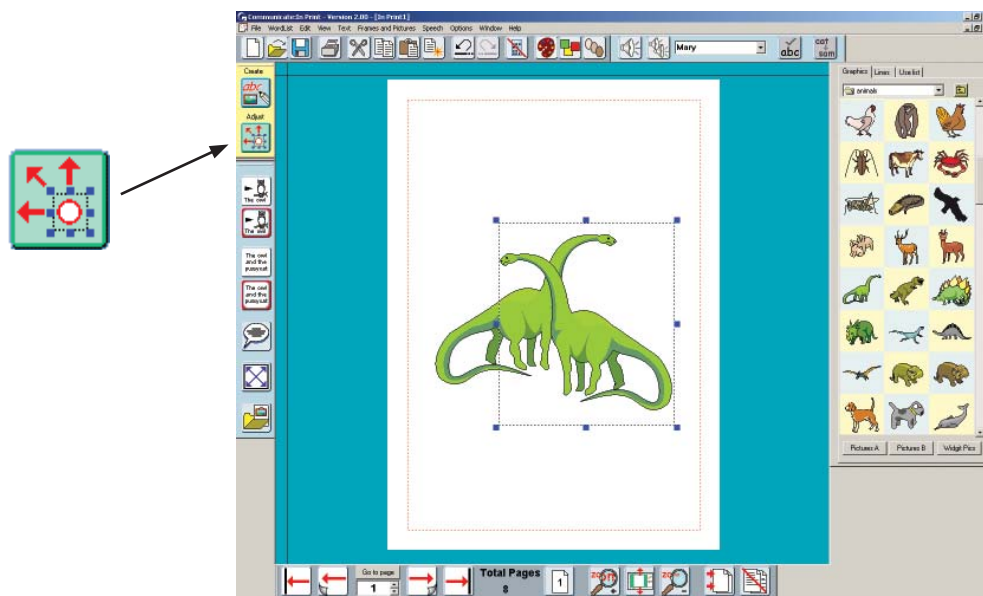 Communicate:In Print - Version 2.00 - [In Print1]
File WordList Edit View Text Frames and Pictures Speech Options Window Help
Mary
abc
cat
sam
Create
abc
Adjust
The owl
The owl
The owl
and the
pussycat
The owl
and the
pussycat
Graphics Lines Use list
animals
Pictures A Pictures B Widgit Pics
Go to page
1
Total Pages
8
1
zoom
zoom